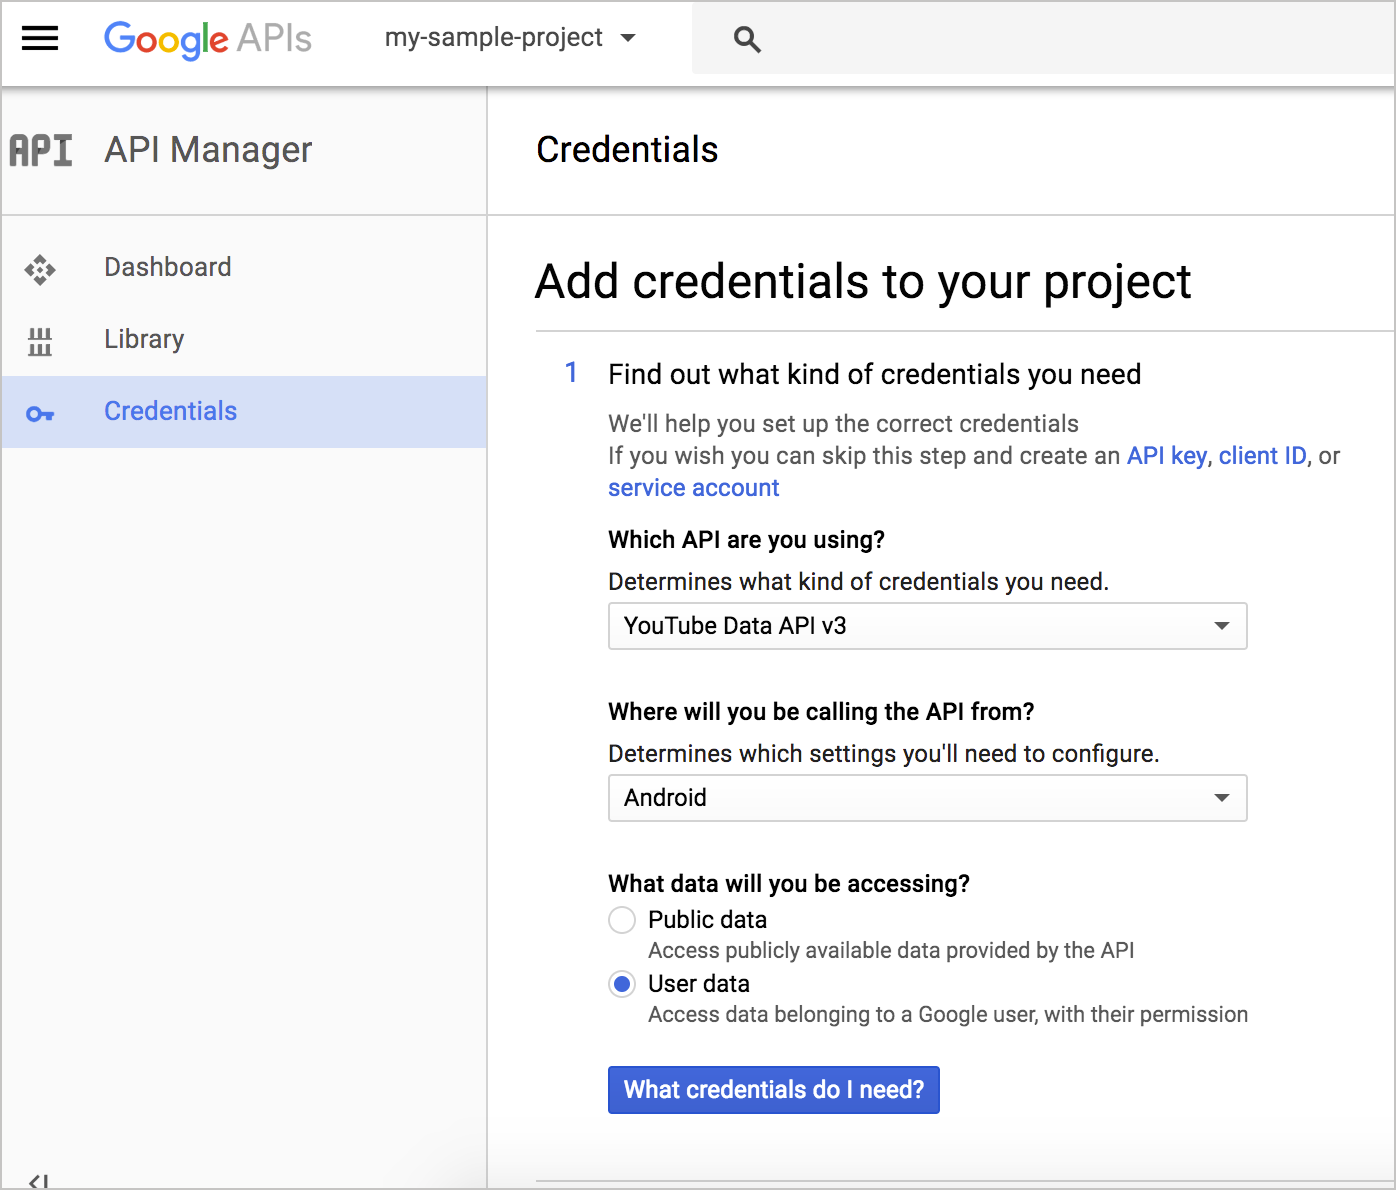 Google APIs
my-sample-project
API
API Manager
Credentials
Dashboard
Library
Credentials
Add credentials to your project
1
Find out what kind of credentials you need
We'll help you set up the correct credentials
If you wish you can skip this step and create an API key, client ID, or
service account
Which API are you using?
Determines what kind of credentials you need.
YouTube Data API v3
Where will you be calling the API from?
Determines which settings you'll need to configure.
Android
What data will you be accessing?
Public data
Access publicly available data provided by the API
User data
Access data belonging to a Google user, with their permission
What credentials do I need?